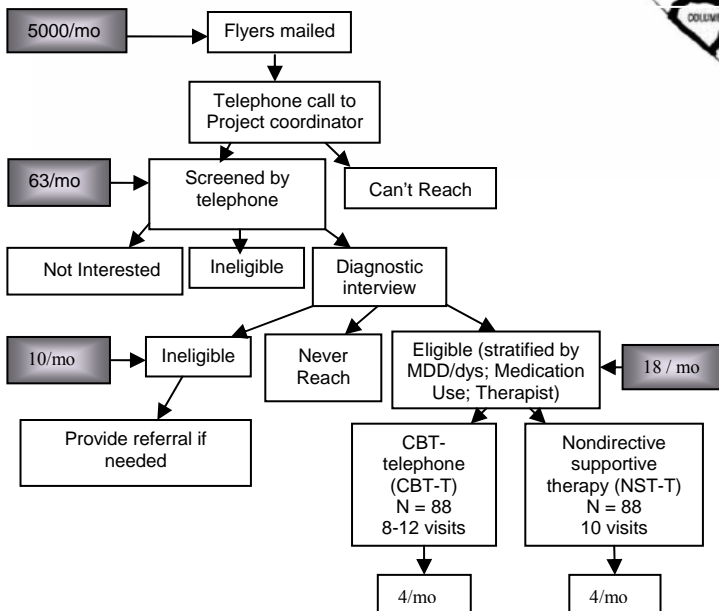 5000/mo
Flyers mailed
Telephone call to
Project coordinator
63/mo
Screened by
telephone
Can't Reach
Not Interested
Ineligible
Diagnostic
interview
10/mo
Ineligible
Never
Reach
Eligible (stratified by
MDD/dys; Medication
Use; Therapist)
18 / mo
Provide referral if
needed
CBT-
telephone
(CBT-T)
N = 88
8-12 visits
Nondirective
supportive
therapy (NST-T)
N = 88
10 visits
4/mo
4/mo